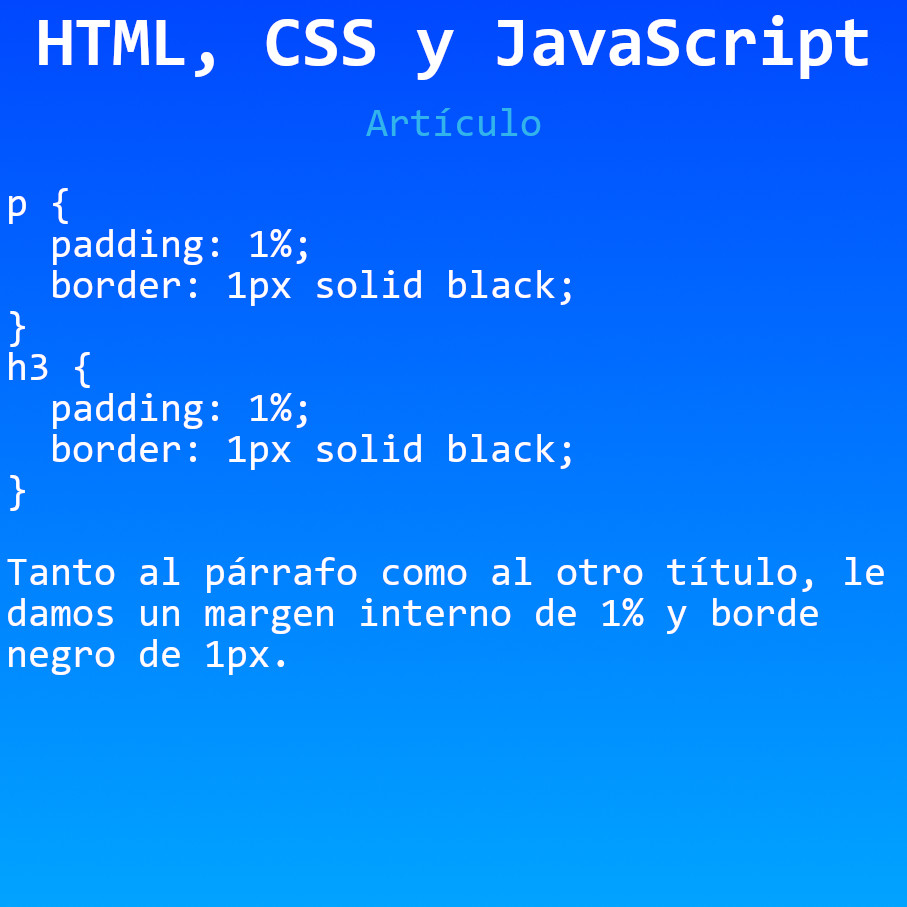 HTML, CSS y JavaScript
Artículo
p {
  padding: 1%;
  border: 1px solid black;
}
h3 {
  padding: 1%;
  border: 1px solid black;
}
Tanto al párrafo como al otro título, le
damos un margen interno de 1% y borde
negro de 1px.